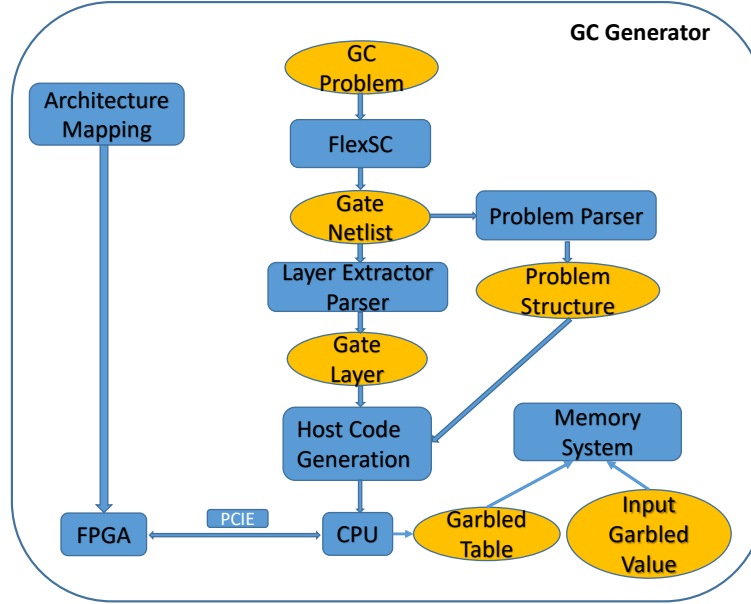 GC Generator
GC
Problem
Architecture
Mapping
FlexSC
Gate
Netlist
Problem Parser
Layer Extractor
Parser
Problem
Structure
Gate
Layer
Host Code
Generation
Memory
System
PCIE
FPGA
CPU
Garbled
Table
Input
Garbled
Value